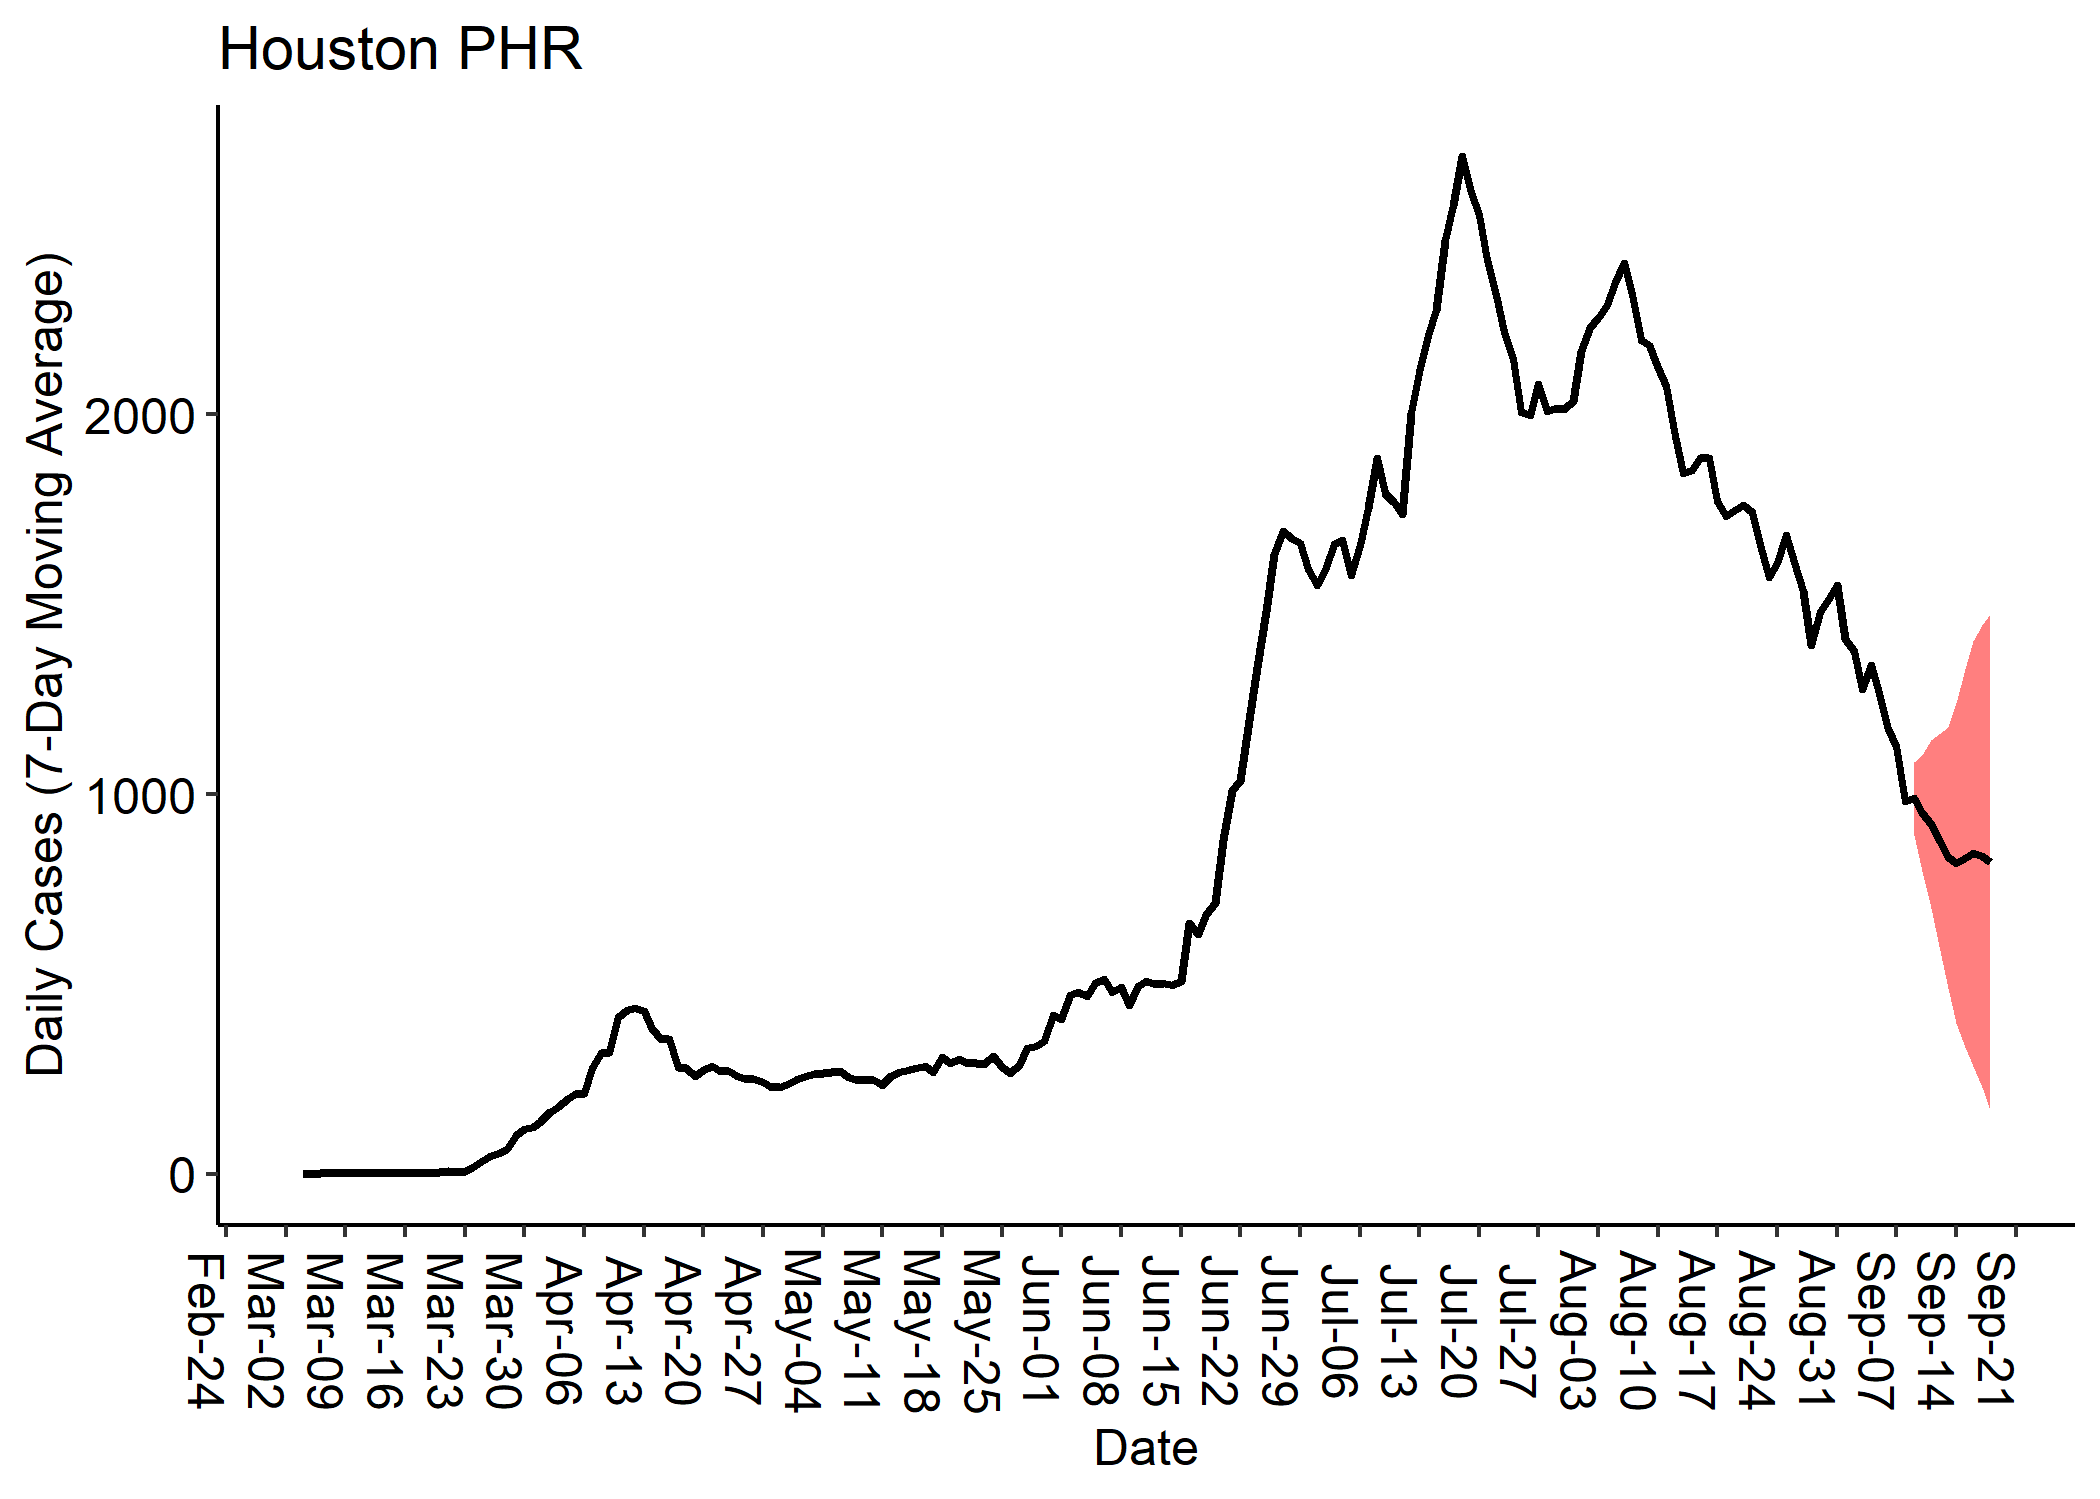 Houston PHR
Daily Cases (7-Day Moving Average)
2000
1000
0
Feb-24
Mar-02
Mar-09
Mar-16
Mar-23
Mar-30
Apr-06
Apr-13
Apr-20
Apr-27
May-04
May-11
May-18
May-25
Jun-01
Jun-08
Jun-15
Jun-22
Jun-29
Jul-06
Jul-13
Jul-20
Jul-27
Aug-03
Aug-10
Aug-17
Aug-24
Aug-31
Sep-07
Sep-14
Sep-21
Date